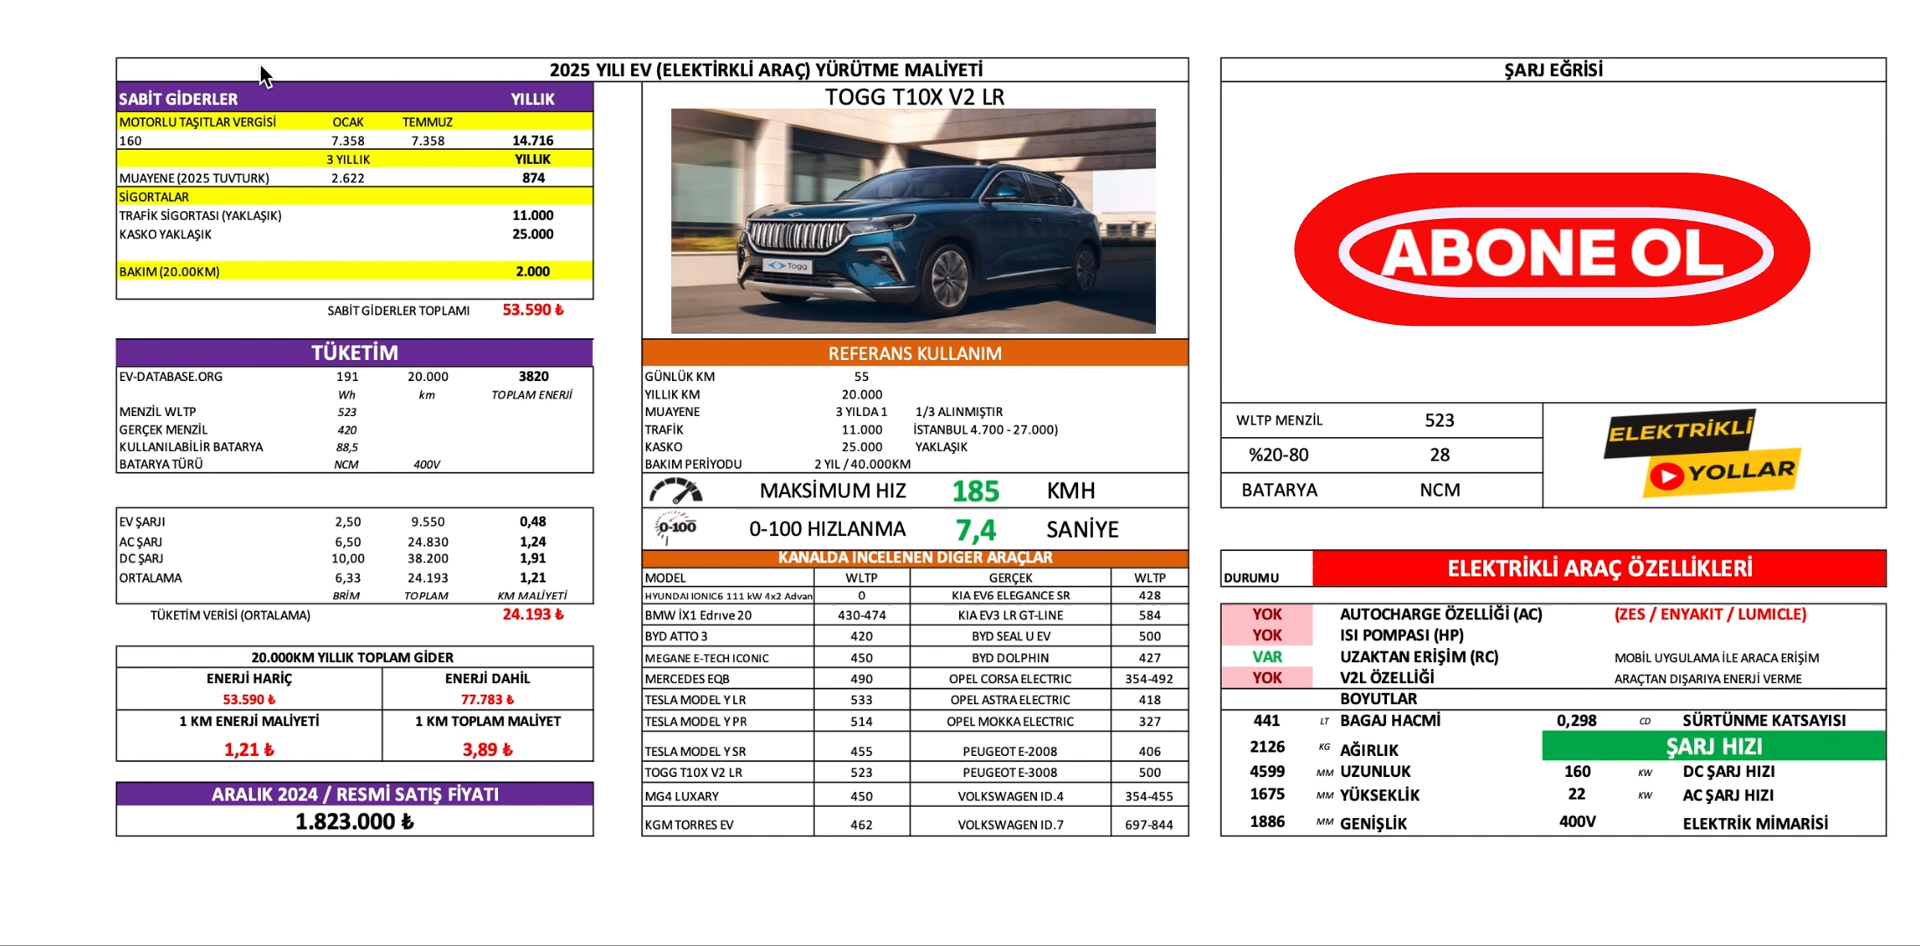 2025 YILI EV (ELEKTİRKLİ ARAÇ) YÜRÜTME MALİYETİ
SABİT GİDERLER YILLIK
MOTORLU TAŞITLAR VERGİSİ OCAK TEMMUZ
160 7.358 7.358 14.716
3 YILLIK YILLIK
MUAYENE (2025 TUVTURK) 2.622 874
SİGORTALAR
TRAFİK SİGORTASI (YAKLAŞIK) 11.000
KASKO YAKLAŞIK 25.000
BAKIM (20.00KM) 2.000
SABİT GİDERLER TOPLAMI 53.590 ₺
TÜKETİM
EV-DATABASE.ORG 191 20.000 3820
Wh km TOPLAM ENERJİ
MENZİL WLTP 523
GERÇEK MENZİL 420
KULLANILABİLİR BATARYA 88,5
BATARYA TÜRÜ NCM 400V
EV ŞARJI 2,50 9.550 0,48
AC ŞARJ 6,50 24.830 1,24
DC ŞARJ 10,00 38.200 1,91
ORTALAMA 6,33 24.193 1,21
BRİM TOPLAM KM MALİYETİ
TÜKETİM VERİSİ (ORTALAMA) 24.193 ₺
20.000KM YILLIK TOPLAM GİDER
ENERJİ HARİÇ ENERJİ DAHİL
53.590 ₺ 77.783 ₺
1 KM ENERJİ MALİYETİ 1 KM TOPLAM MALİYET
1,21 ₺ 3,89 ₺
ARALIK 2024 / RESMİ SATIŞ FİYATI
1.823.000 ₺
TOGG T10X V2 LR
Togg
REFERANS KULLANIM
GÜNLÜK KM 55
YILLIK KM 20.000
MUAYENE 3 YILDA 1 1/3 ALINMIŞTIR
TRAFİK 11.000 İSTANBUL 4.700 - 27.000)
KASKO 25.000 YAKLAŞIK
BAKIM PERİYODU 2 YIL / 40.000KM
MAKSİMUM HIZ 185 KMH
0-100 0-100 HIZLANMA 7,4 SANİYE
KANALDA İNCELENEN DİĞER ARAÇLAR
MODEL WLTP GERÇEK WLTP
HYUNDAI IONIC6 111 kW 4x2 Advan 0 KIA EV6 ELEGANCE SR 428
BMW İX1 Edrıve 20 430-474 KIA EV3 LR GT-LINE 584
BYD ATTO 3 420 BYD SEAL U EV 500
MEGANE E-TECH ICONIC 450 BYD DOLPHIN 427
MERCEDES EQB 490 OPEL CORSA ELECTRIC 354-492
TESLA MODEL Y LR 533 OPEL ASTRA ELECTRIC 418
TESLA MODEL Y PR 514 OPEL MOKKA ELECTRIC 327
TESLA MODEL Y SR 455 PEUGEOT E-2008 406
TOGG T10X V2 LR 523 PEUGEOT E-3008 500
MG4 LUXARY 450 VOLKSWAGEN ID.4 354-455
KGM TORRES EV 462 VOLKSWAGEN ID.7 697-844
ŞARJ EĞRİSİ
ABONE OL
WLTP MENZİL 523
%20-80 28
BATARYA NCM
ELEKTRİKLİ
YOLLAR
DURUMU ELEKTRİKLİ ARAÇ ÖZELLİKLERİ
YOK AUTOCHARGE ÖZELLİĞİ (AC) (ZES / ENYAKIT / LUMICLE)
YOK ISI POMPASI (HP)
VAR UZAKTAN ERİŞİM (RC) MOBİL UYGULAMA İLE ARACA ERİŞİM
YOK V2L ÖZELLİĞİ ARAÇTAN DIŞARIYA ENERJİ VERME
BOYUTLAR
441 LT BAGAJ HACMİ 0,298 CD SÜRTÜNME KATSAYISI
2126 KG AĞIRLIK ŞARJ HIZI
4599 MM UZUNLUK 160 KW DC ŞARJ HIZI
1675 MM YÜKSEKLİK 22 KW AC ŞARJ HIZI
1886 MM GENİŞLİK 400V ELEKTRİK MİMARİSİ